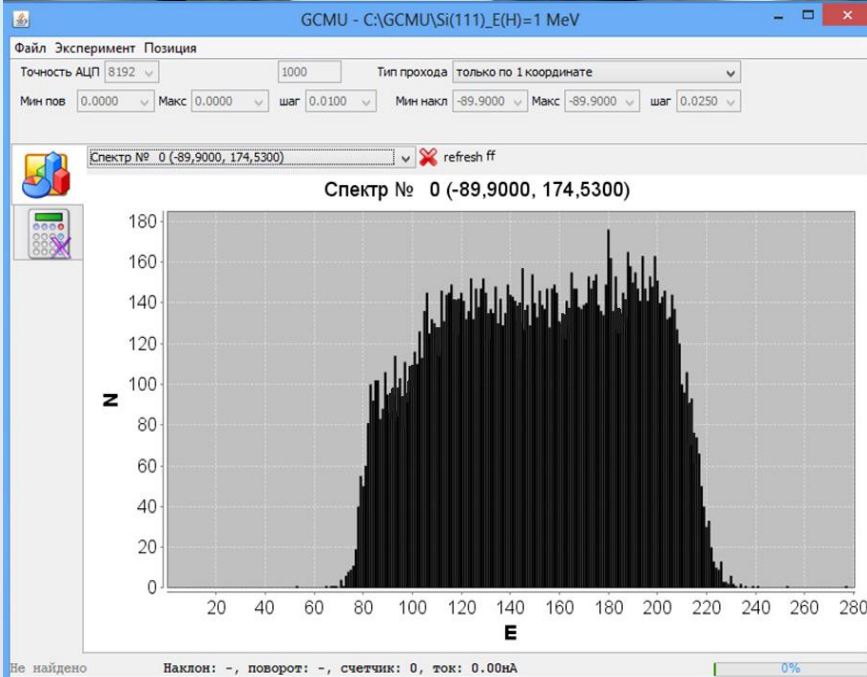 GCMU - C:\GCMU\Si(111)_E(H)=1 MeV
Файл Эксперимент Позиция
Точность АЦП 8192 1000 Тип прохода только по 1 координате
Мин пов 0.0000 Макс 0.0000 шаг 0.0100 Мин накл -89.9000 Макс -89.9000 шаг 0.0250
Спектр № 0 (-89,9000, 174,5300) refresh ff
Спектр № 0 (-89,9000, 174,5300)
180
160
140
120
100
80
60
40
20
0
N
20 40 60 80 100 120 140 160 180 200 220 240 260 280
E
Не найдено Наклон: -, поворот: -, счетчик: 0, ток: 0.00нА 0%